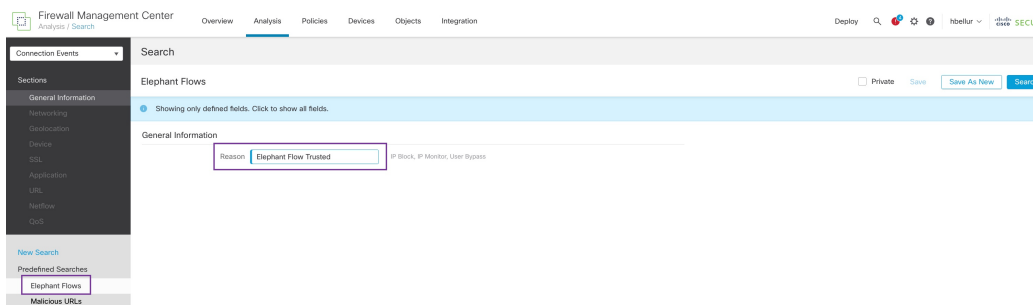 Firewall Management Center
Analysis / Search
Overview Analysis Policies Devices Objects Integration
Deploy hbellur cisco SECU
Connection Events
Search
Sections
Elephant Flows
Private Save Save As New Searc
General Information
Showing only defined fields. Click to show all fields.
Networking
Geolocation
General Information
Device
Reason Elephant Flow Trusted IP Block, IP Monitor, User Bypass
SSL
Application
URL
Netflow
QoS
New Search
Predefined Searches
Elephant Flows
Malicious URLs